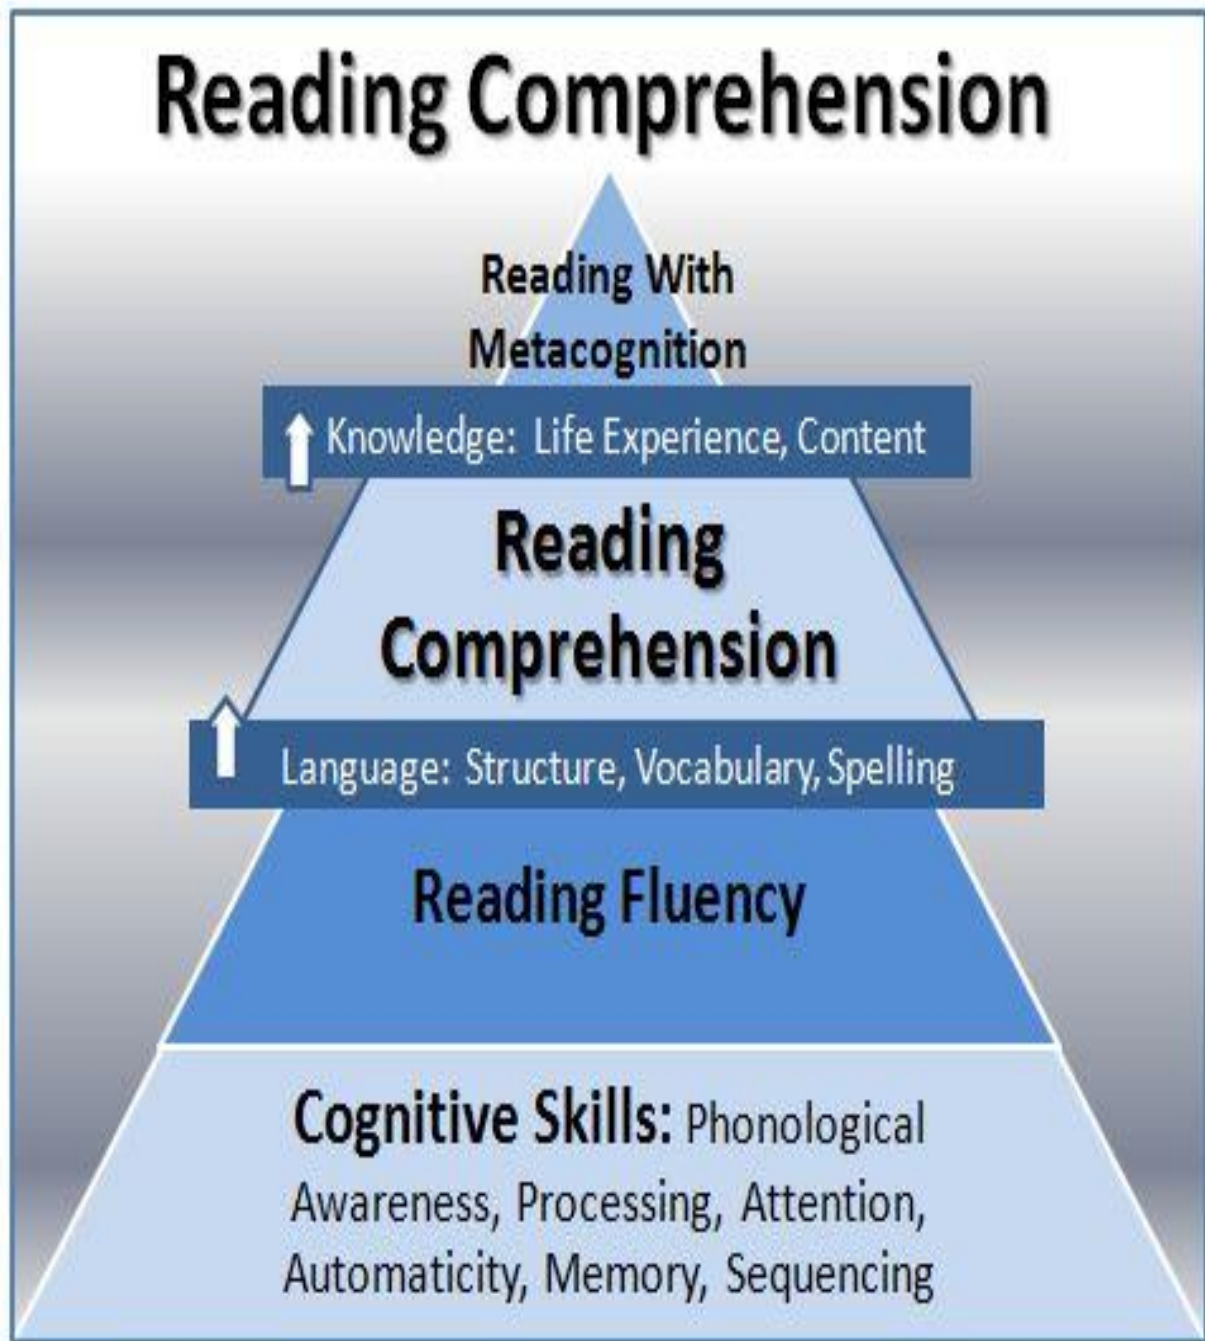 Reading Comprehension
Reading With
Metacognition
Knowledge: Life Experience, Content
Reading
Comprehension
Language: Structure, Vocabulary, Spelling
Reading Fluency
Cognitive Skills: Phonological
Awareness, Processing, Attention,
Automaticity, Memory, Sequencing